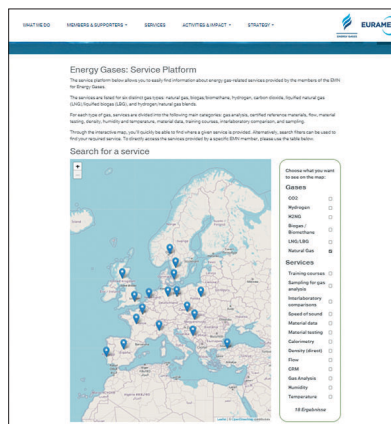 WHAT WE DO MEMBERS & SUPPORTERS SERVICES ACTIVITIES & IMPACT STRATEGY
ENERGY GASES
EURAME
Energy Gases: Service Platform
The service platform below allows you to easily find information about energy gas-related services provided by the members of the EMN
for Energy Gases.
The services are listed for six distinct gas types: natural gas, biogas/biomethane, hydrogen, carbon dioxide, liquified natural gas
(LNG)/liquified biogas (LBG), and hydrogen/natural gas blends.
For each type of gas, services are divided into the following main categories: gas analysis, certified reference materials, flow, material
testing, density, humidity and temperature, material data, training courses, interlaboratory comparison, and sampling.
Through the interactive map, you'll quickly be able to find where a given service is provided. Alternatively, search filters can be used to
find your required service. To directly access the services provided by a specific EMN member, please use the table below.
Search for a service
+
-
Choose what you want
to see on the map:
Gases
CO2
Hydrogen
H2NG
Biogas /
Biomethane
LNG/LBG
Natural Gas
Services
Training courses
Sampling for gas
analysis
Interlaboratory
comparisons
Speed of sound
Material data
Material testing
Calorimetry
Density (direct)
Flow
CRM
Gas Analysis
Humidity
Temperature
18 Ergebnisse